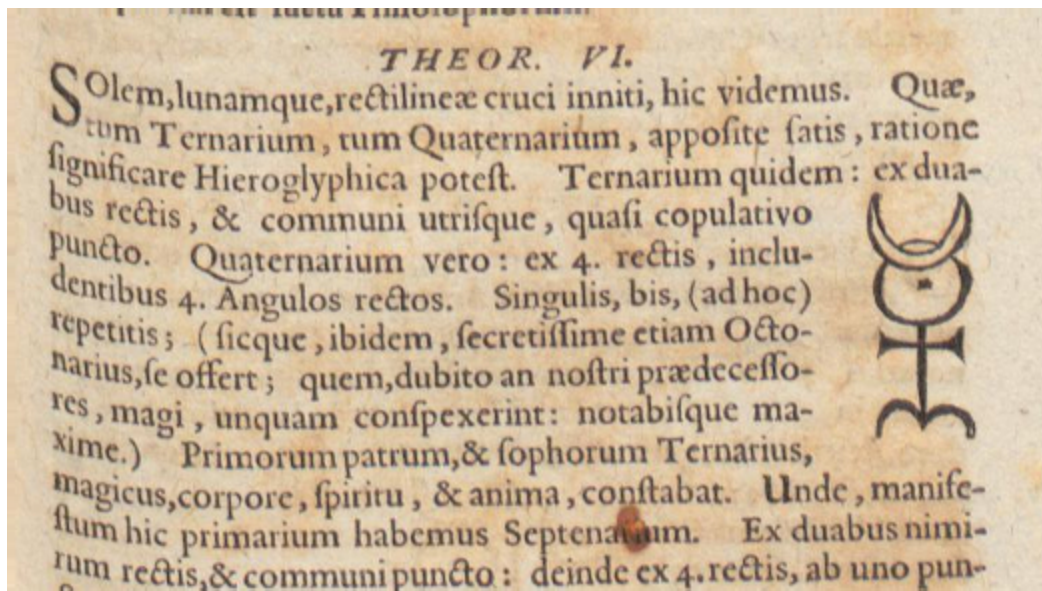 THEOR. VI.
SOlem,lunamque,rectilineæ cruci inniti, hic videmus. Quæ,
tum Ternarium, tum Quaternarium, apposite satis, ratione
significare Hieroglyphica potest. Ternarium quidem: ex dua-
bus rectis, & communi utrisque, quasi copulativo
puncto. Quaternarium vero: ex 4. rectis, inclu-
dentibus 4. Angulos rectos. Singulis, bis, (ad hoc)
repetitis; (sicque, ibidem, secretissime etiam Octo-
narius,se offert; quem,dubito an nostri prædecesso-
res, magi, unquam conspexerint: notabisque ma-
xime.) Primorum patrum,& sophorum Ternarius,
magicus,corpore, spiritu, & anima, constabat. Unde, manife-
stum hic primarium habemus Septenarium. Ex duabus nimi-
rum rectis,& communi puncto: deinde ex 4. rectis, ab uno pun-